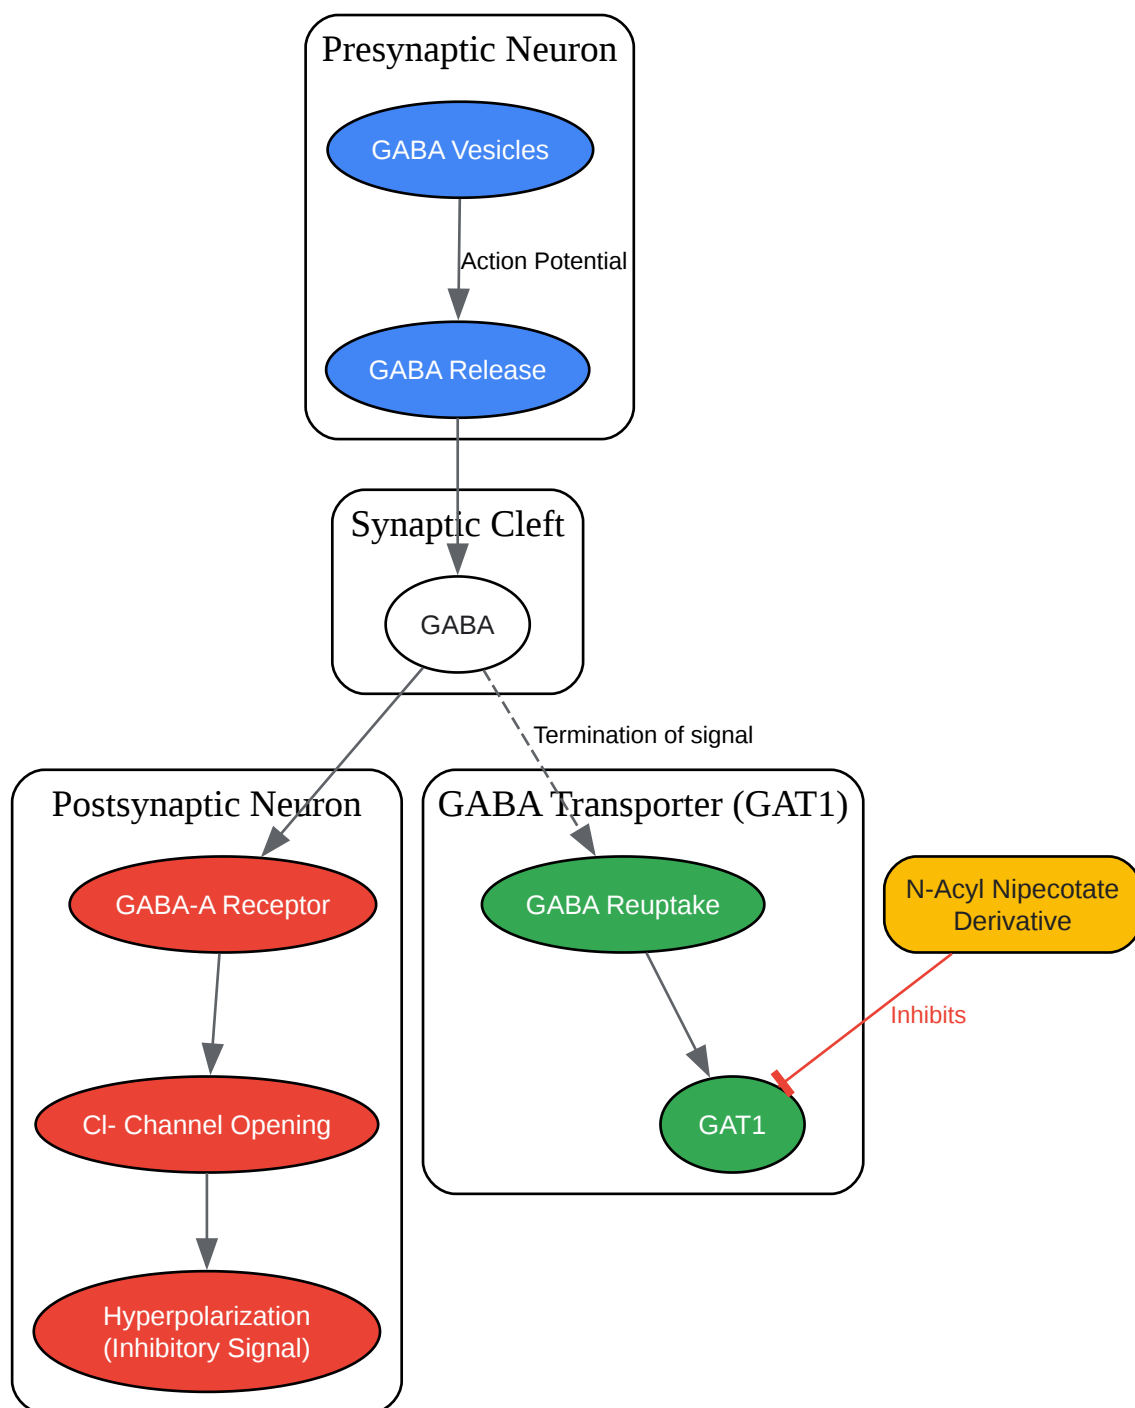 Presynaptic Neuron
GABA Vesicles
Action Potential
GABA Release
Synaptic Cleft
GABA
Termination of signal
Postsynaptic Neuron
GABA Transporter (GAT1)
GABA-A Receptor
GABA Reuptake
N-Acyl Nipecotate
Derivative
Inhibits
Cl- Channel Opening
GAT1
Hyperpolarization
(Inhibitory Signal)